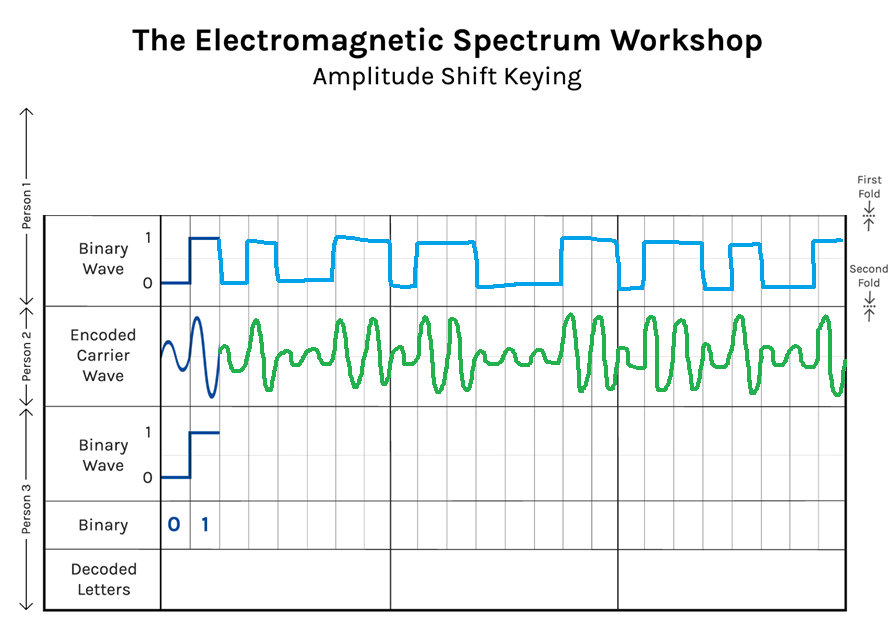 The Electromagnetic Spectrum Workshop
Amplitude Shift Keying
Person 1
First
Fold
Binary
Wave
1
0
Second
Fold
Person 2
Encoded
Carrier
Wave
Person 3
Binary
Wave
1
0
Binary
0 1
Decoded
Letters